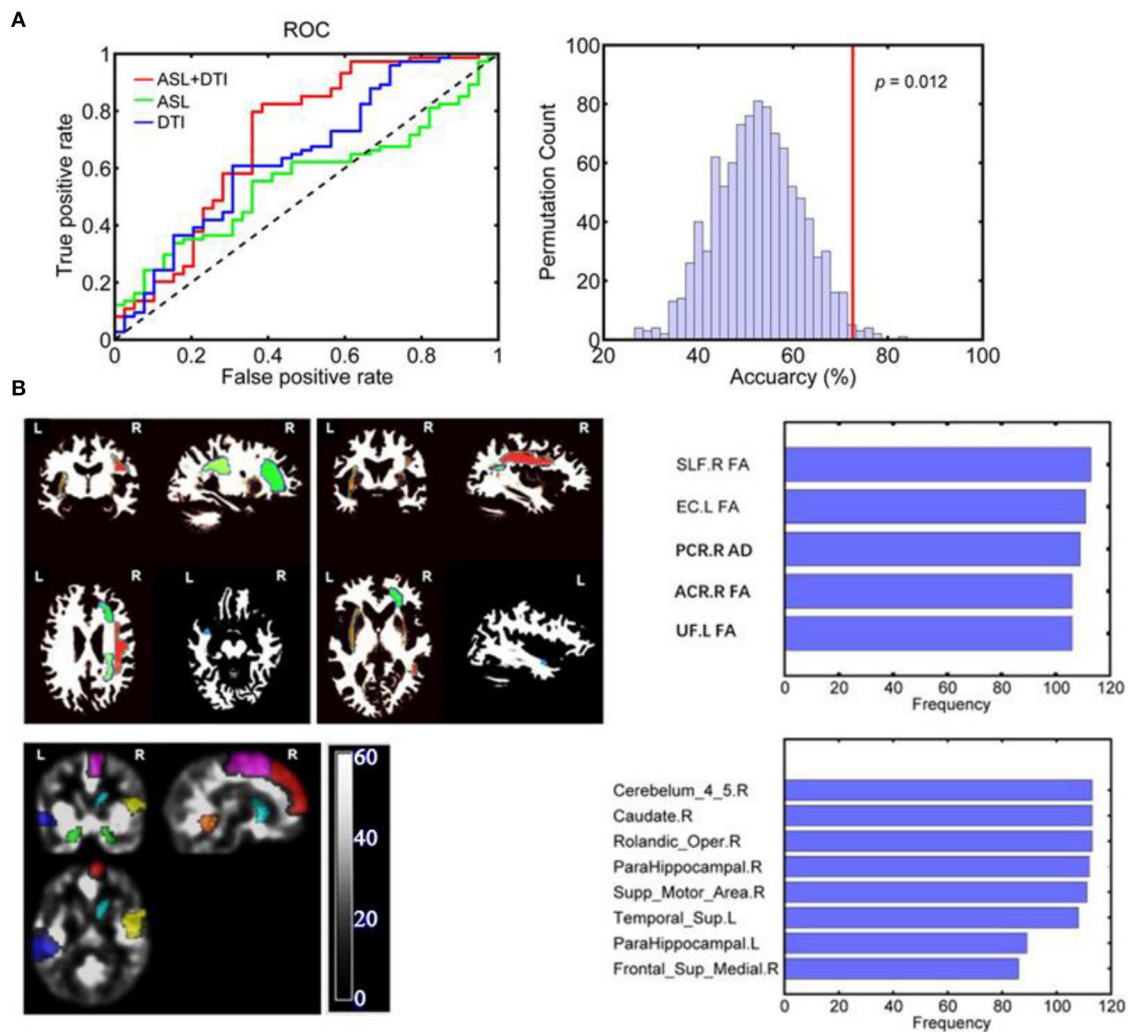 A
ROC
1
0.8
0.6
0.4
0.2
0
ASL+DTI
ASL
DTI
True positive rate
0 0.2 0.4 0.6 0.8 1
False positive rate
100
80
60
40
20
0
p = 0.012
Permutation Count
20 40 60 80 100
Accuarcy (%)
B
L R R
L R R
L R L R
L R L
SLF.R FA
EC.L FA
PCR.R AD
ACR.R FA
UF.L FA
0 20 40 60 80 100 120
Frequency
L R R
60
40
20
0
Cerebelum_4_5.R
Caudate.R
Rolandic_Oper.R
ParaHippocampal.R
Supp_Motor_Area.R
Temporal_Sup.L
ParaHippocampal.L
Frontal_Sup_Medial.R
0 20 40 60 80 100 120
Frequency